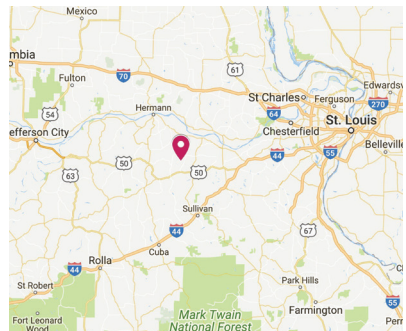 Mexico
mbia
70
61
Edwardsv
Fulton
St Charles
Ferguson
270
54
Hermann
64
St. Louis
efferson City
Chesterfield
44
55
Belleville
50
63
50
Sullivan
44
67
Cuba
Rolla
44
St Robert
Park Hills
55
Fort Leonard
Wood
Mark Twain
National Forest
Farmington
Perr